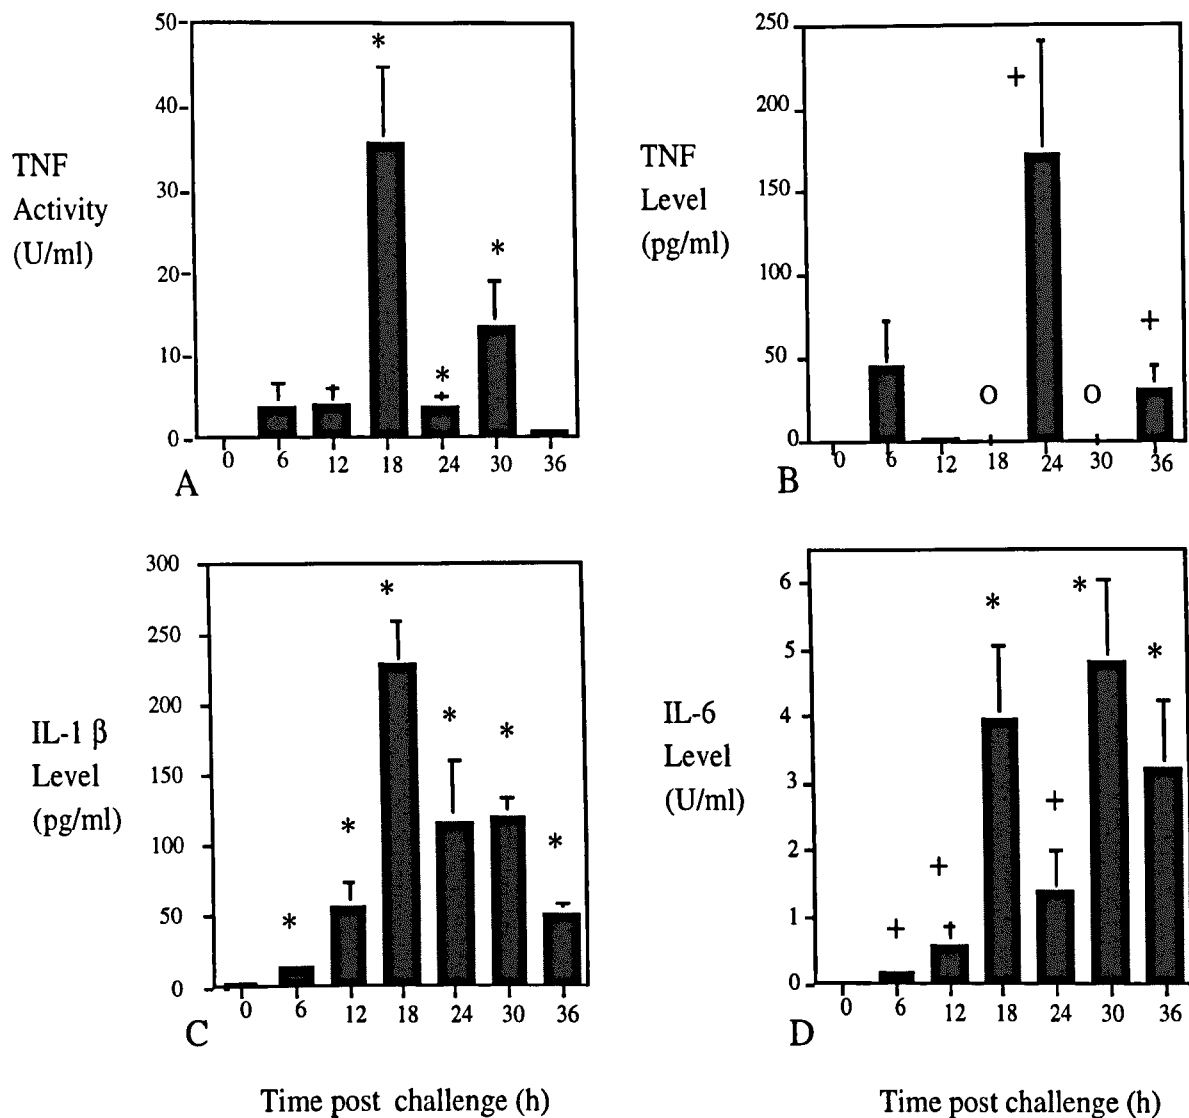 50
40
30
20
10
0
TNF
Activity
(U/ml)
*
*
*
0 6 12 18 24 30 36
A
250
200
150
100
50
0
TNF
Level
(pg/ml)
+
+
o o
0 6 12 18 24 30 36
B
300
250
200
150
100
50
0
IL-1 β
Level
(pg/ml)
*
*
*
*
*
*
0 6 12 18 24 30 36
C
Time post challenge (h)
6
5
4
3
2
1
0
IL-6
Level
(U/ml)
*
*
*
+
+
+
0 6 12 18 24 30 36
D
Time post challenge (h)